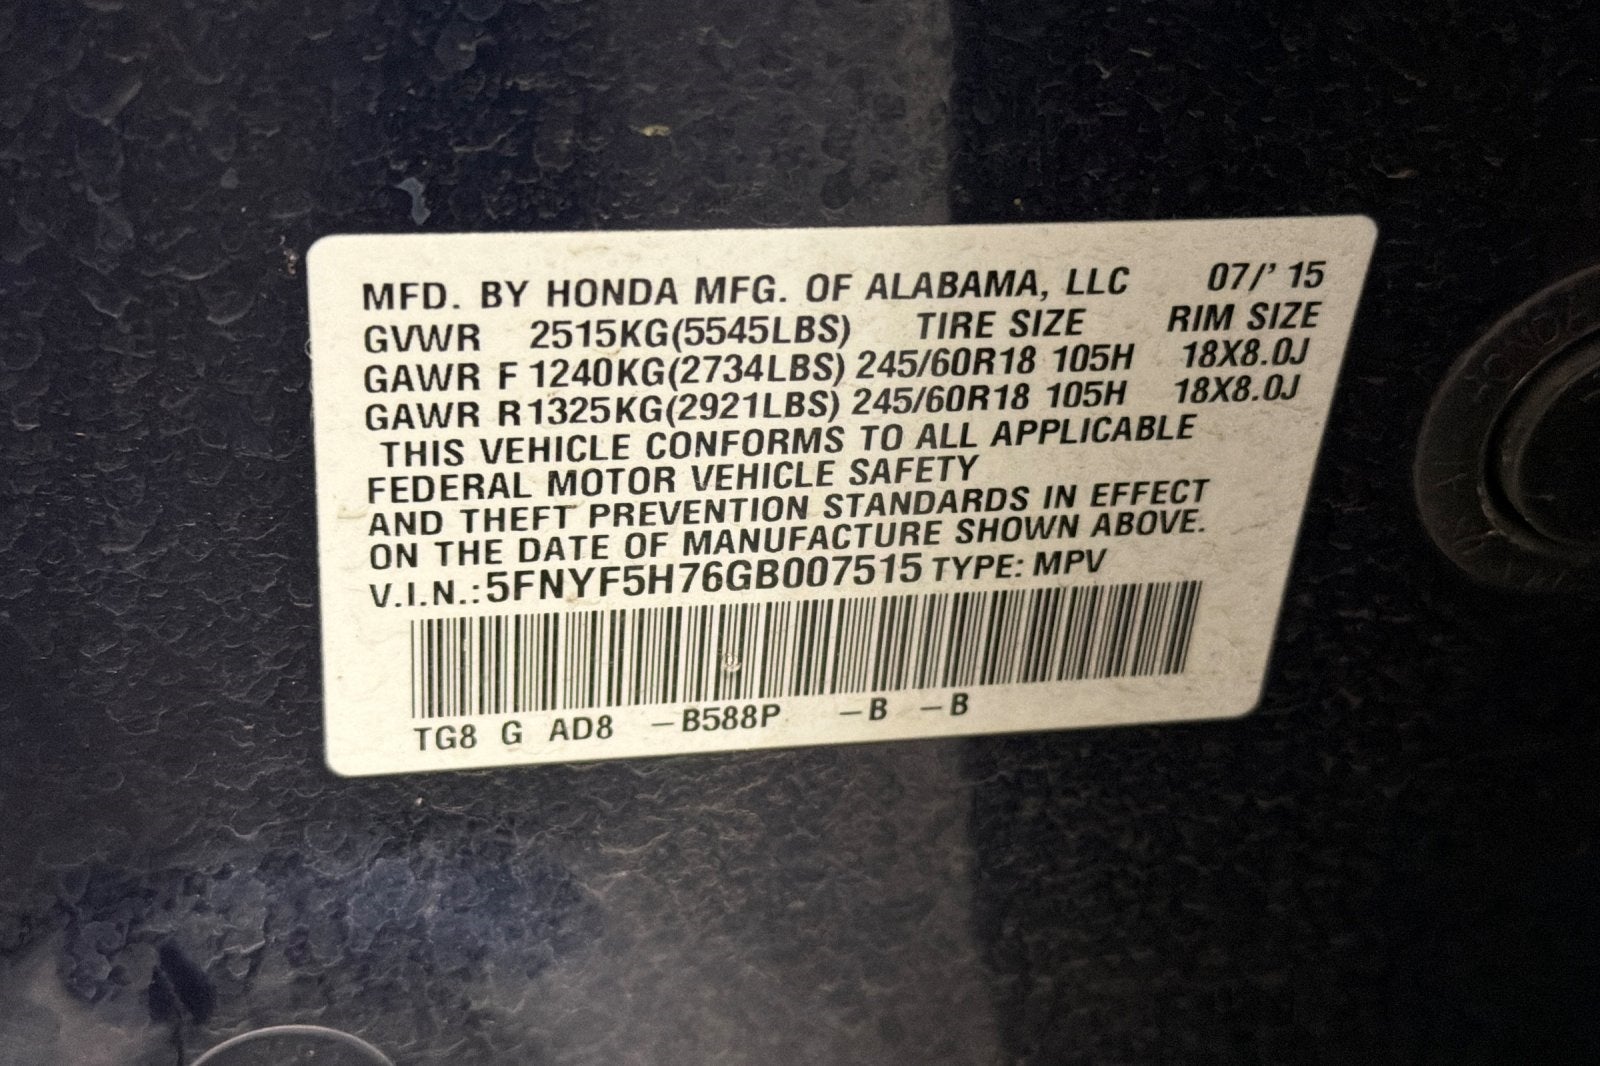 MFD. BY HONDA MFG. OF ALABAMA, LLC 07/' 15
GVWR 2515KG(5545LBS) TIRE SIZE RIM SIZE
GAWR F 1240KG(2734LBS) 245/60R18 105H 18X8.0J
GAWR R 1325KG(2921LBS) 245/60R18 105H 18X8.0J
THIS VEHICLE CONFORMS TO ALL APPLICABLE
FEDERAL MOTOR VEHICLE SAFETY
AND THEFT PREVENTION STANDARDS IN EFFECT
ON THE DATE OF MANUFACTURE SHOWN ABOVE.
V.I.N.:5FNYF5H76GB007515 TYPE: MPV
TG8 G AD8 -B588P -B -B